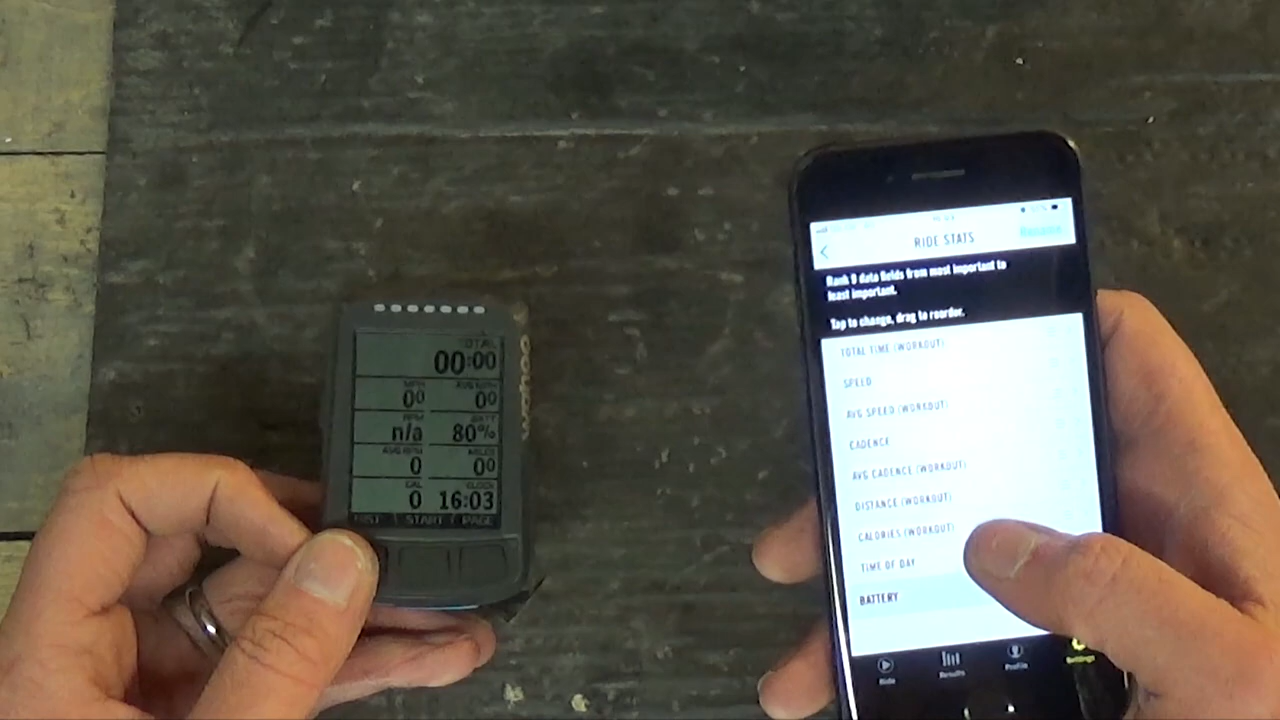 TOTAL
00:00
MPH AVG MPH
0⁰ 0⁰
RPM BATT
n/a 80%
AVG RPM MILES
0 0⁰
CAL CLOCK
0 16:03
START PAGE
wahoo
RIDE STATS
Rank 9 data fields from most important to
least important.
Tap to change, drag to reorder.
TOTAL TIME (WORKOUT)
SPEED
AVG SPEED (WORKOUT)
CADENCE
AVG CADENCE (WORKOUT)
DISTANCE (WORKOUT)
CALORIES (WORKOUT)
TIME OF DAY
BATTERY
Ride Results Profile Settings